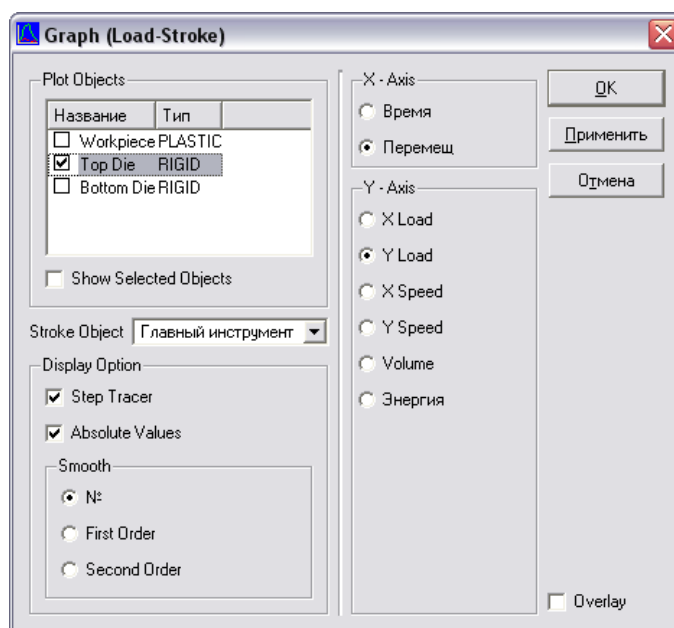 Graph (Load-Stroke)
Plot Objects
Название Тип
Workpiece PLASTIC
Top Die RIGID
Bottom Die RIGID
Show Selected Objects
Stroke Object Главный инструмент
Display Option
Step Tracer
Absolute Values
Smooth
№
First Order
Second Order
X - Axis
Время
Перемещ
Y - Axis
X Load
Y Load
X Speed
Y Speed
Volume
Энергия
OK
Применить
Отмена
Overlay